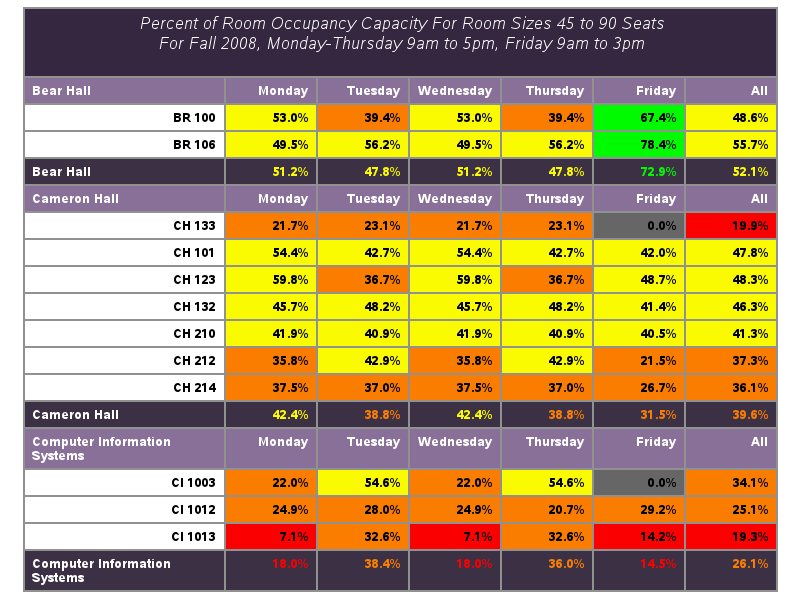 Percent of Room Occupancy Capacity For Room Sizes 45 to 90 Seats
For Fall 2008, Monday-Thursday 9am to 5pm, Friday 9am to 3pm
Bear Hall Monday Tuesday Wednesday Thursday Friday All
BR 100 53.0% 39.4% 53.0% 39.4% 67.4% 48.6%
BR 106 49.5% 56.2% 49.5% 56.2% 78.4% 55.7%
Bear Hall 51.2% 47.8% 51.2% 47.8% 72.9% 52.1%
Cameron Hall Monday Tuesday Wednesday Thursday Friday All
CH 133 21.7% 23.1% 21.7% 23.1% 0.0% 19.9%
CH 101 54.4% 42.7% 54.4% 42.7% 42.0% 47.8%
CH 123 59.8% 36.7% 59.8% 36.7% 48.7% 48.3%
CH 132 45.7% 48.2% 45.7% 48.2% 41.4% 46.3%
CH 210 41.9% 40.9% 41.9% 40.9% 40.5% 41.3%
CH 212 35.8% 42.9% 35.8% 42.9% 21.5% 37.3%
CH 214 37.5% 37.0% 37.5% 37.0% 26.7% 36.1%
Cameron Hall 42.4% 38.8% 42.4% 38.8% 31.5% 39.6%
Computer Information Monday Tuesday Wednesday Thursday Friday All
Systems
CI 1003 22.0% 54.6% 22.0% 54.6% 0.0% 34.1%
CI 1012 24.9% 28.0% 24.9% 20.7% 29.2% 25.1%
CI 1013 7.1% 32.6% 7.1% 32.6% 14.2% 19.3%
Computer Information 18.0% 38.4% 18.0% 36.0% 14.5% 26.1%
Systems